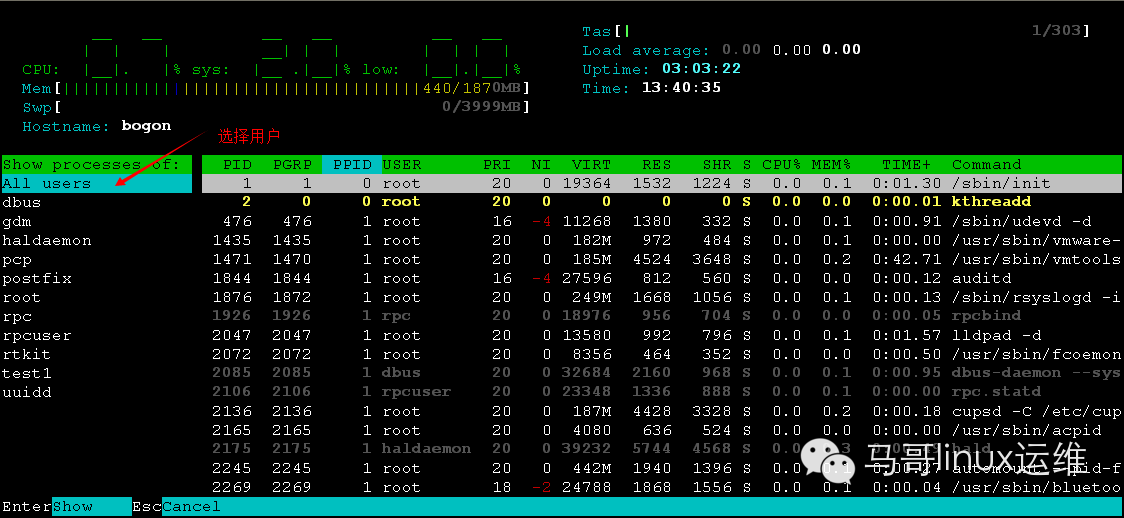 Tas[| 1/303]
Load average: 0.00 0.00 0.00
CPU: 0.7% sys: 2.0% low: 0.0%
Uptime: 03:03:22
Mem[||||||||||||||||||||||||||||||||||||440/1870MB]
Time: 13:40:35
Swp[ 0/3999MB]
Hostname: bogon
选择用户
Show processes of: PID PGRP PPID USER PRI NI VIRT RES SHR S CPU% MEM% TIME+ Command
All users 1 1 0 root 20 0 19364 1532 1224 S 0.0 0.1 0:01.30 /sbin/init
dbus 2 0 0 root 20 0 0 0 0 S 0.0 0.0 0:00.01 kthreadd
gdm 476 476 1 root 16 -4 11268 1380 332 S 0.0 0.1 0:00.91 /sbin/udevd -d
haldaemon 1435 1435 1 root 20 0 182M 972 484 S 0.0 0.1 0:00.00 /usr/sbin/vmware-
pcp 1471 1470 1 root 20 0 185M 4524 3648 S 0.0 0.2 0:42.71 /usr/sbin/vmtools
postfix 1844 1844 1 root 16 -4 27596 812 560 S 0.0 0.0 0:00.12 auditd
root 1876 1872 1 root 20 0 249M 1668 1056 S 0.0 0.1 0:00.13 /sbin/rsyslogd -i
rpc 1926 1926 1 rpc 20 0 18976 956 704 S 0.0 0.0 0:00.05 rpcbind
rpcuser 2047 2047 1 root 20 0 13580 992 796 S 0.0 0.1 0:01.57 lldpad -d
rtkit 2072 2072 1 root 20 0 8356 464 352 S 0.0 0.0 0:00.50 /usr/sbin/fcoemon
test1 2085 2085 1 dbus 20 0 32684 2160 968 S 0.0 0.1 0:00.95 dbus-daemon --sys
uuidd 2106 2106 1 rpcuser 20 0 23348 1336 888 S 0.0 0.1 0:00.01 rpc.statd
2136 2136 1 root 20 0 187M 4428 3328 S 0.0 0.2 0:00.18 cupsd -C /etc/cup
2165 2165 1 root 20 0 4080 636 524 S 0.0 0.0 0:00.01 /usr/sbin/acpid
2175 2175 1 haldaemon 20 0 39232 5744 4568 S 0.0 hald
2245 2245 1 root 20 0 442M 1940 1396 S 0.0 automount --pid-f
2269 2269 1 root 18 -2 24788 1868 1556 S 0.0 0.1 0:00.04 /usr/sbin/bluetoo
马哥linux运维
EnterShow EscCancel